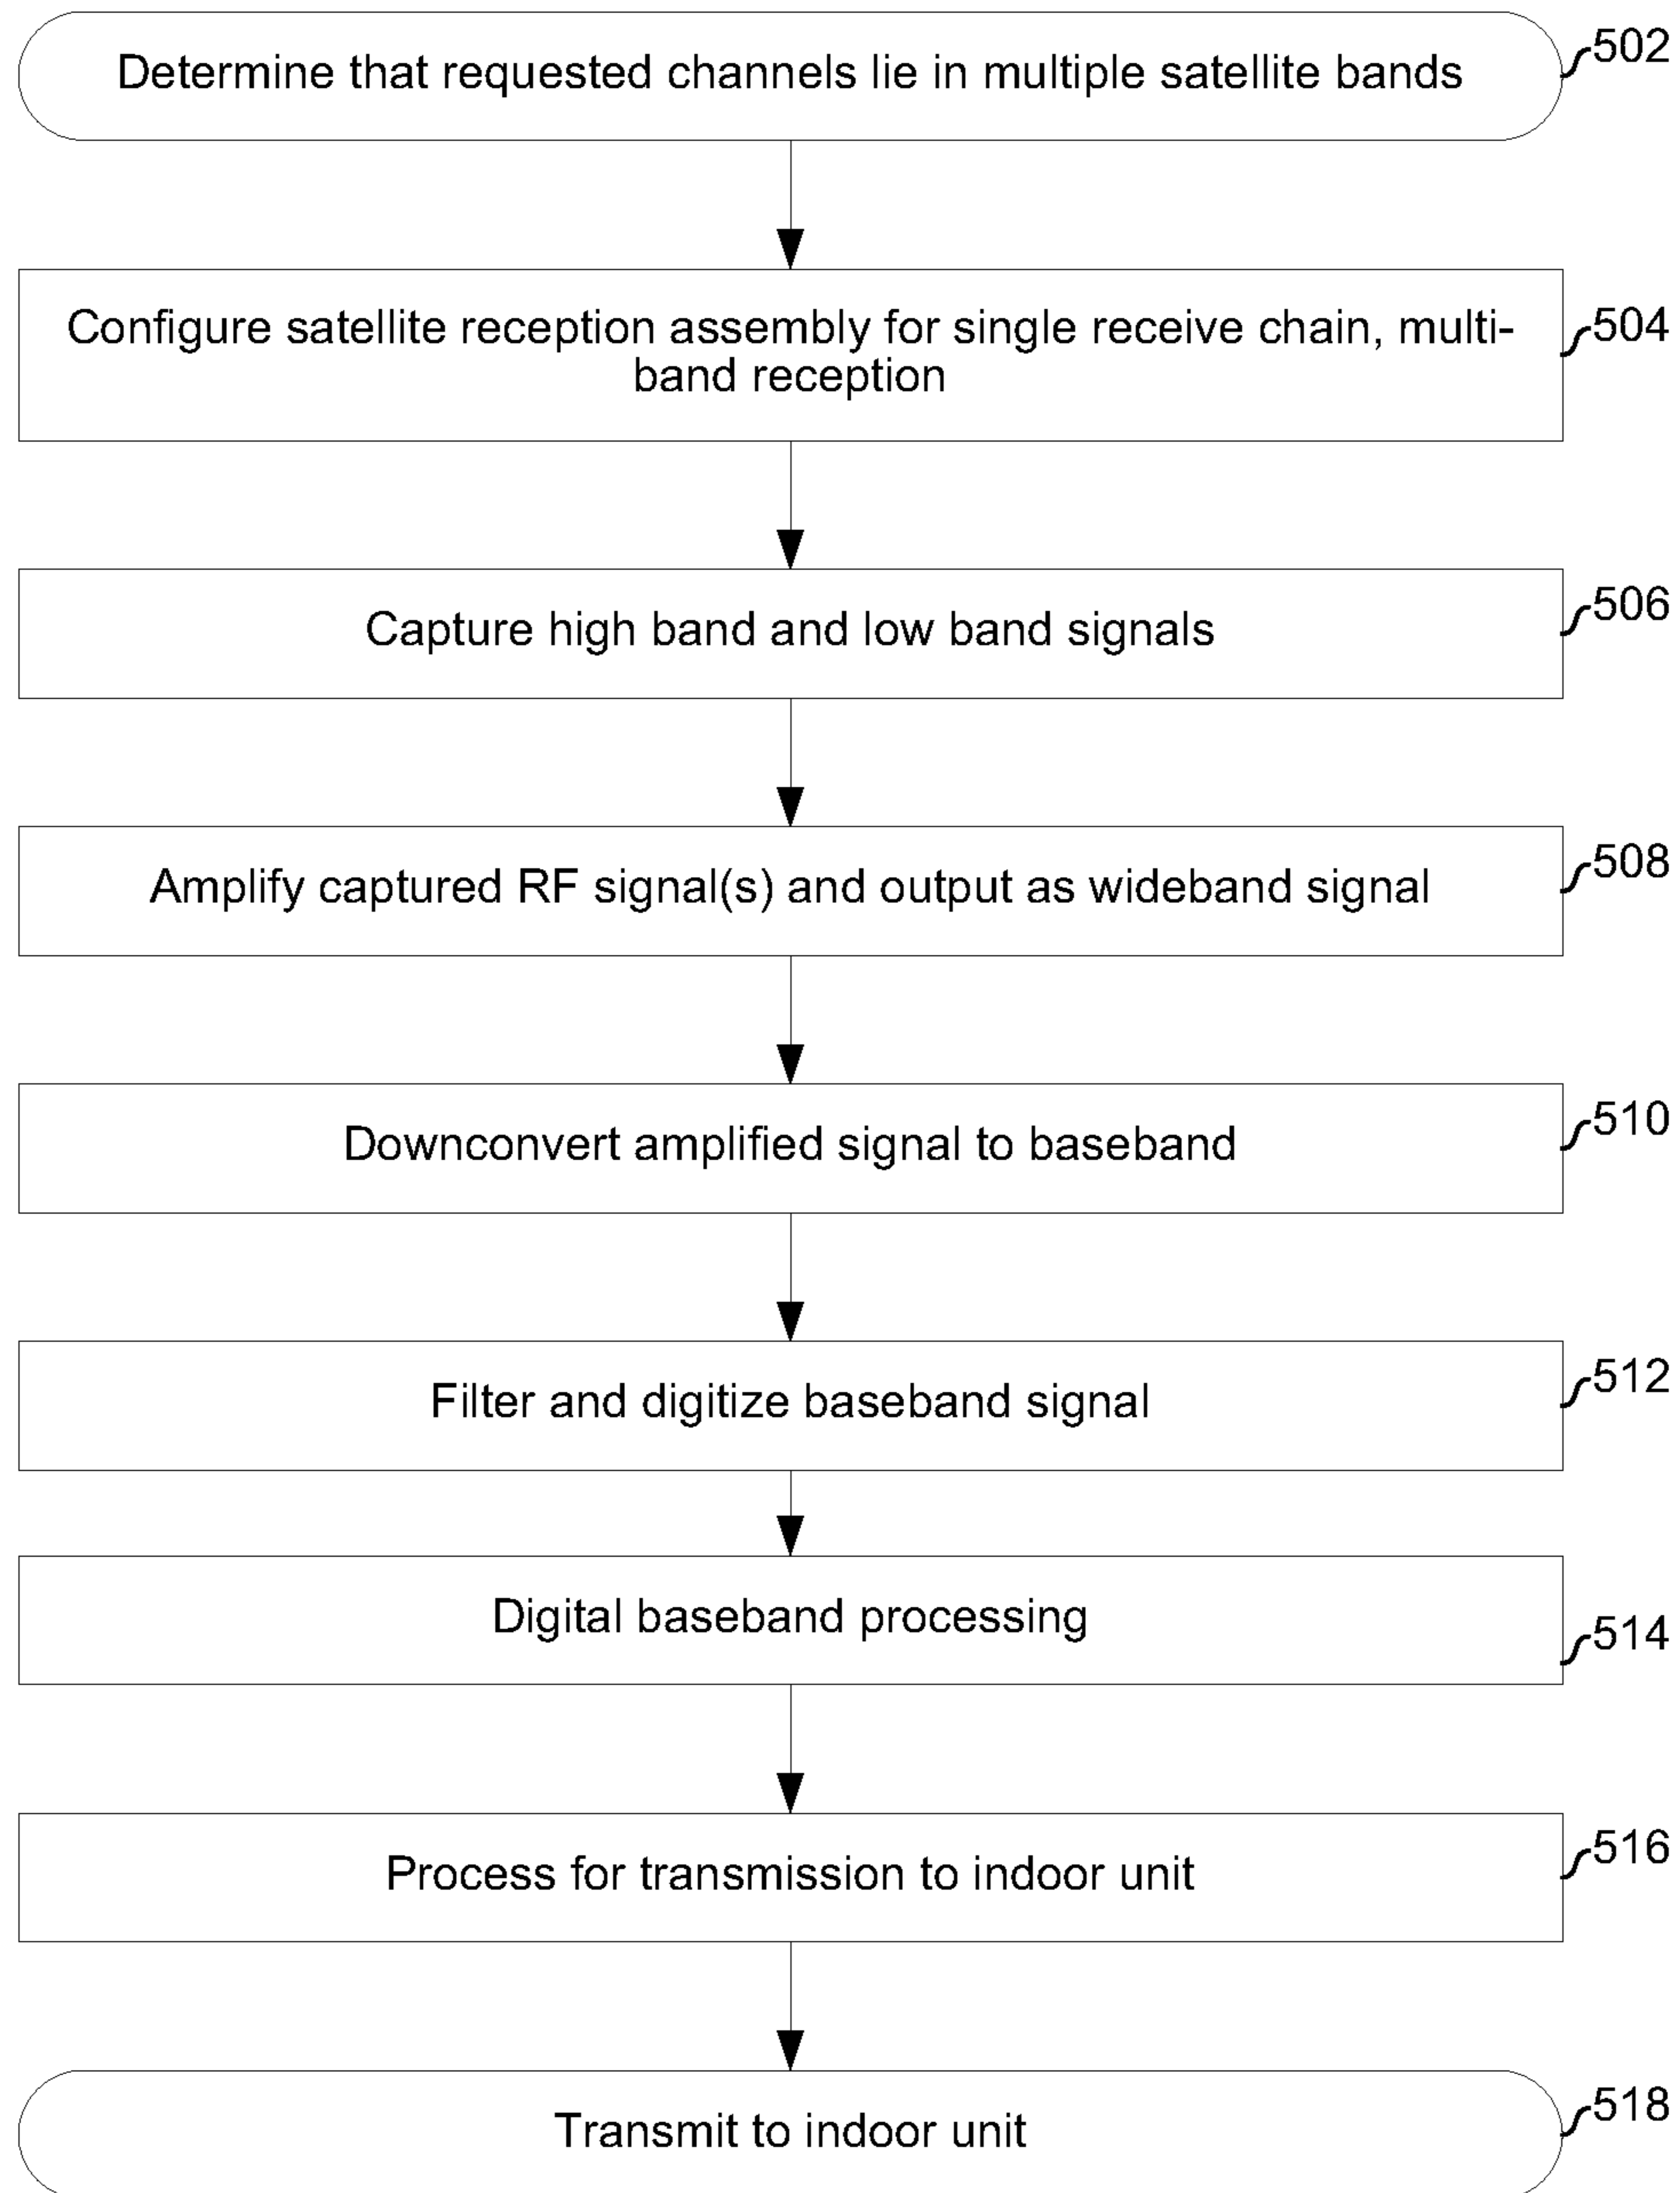 Determine that requested channels lie in multiple satellite bands
502
Configure satellite reception assembly for single receive chain, multi-
band reception
504
Capture high band and low band signals
506
Amplify captured RF signal(s) and output as wideband signal
508
Downconvert amplified signal to baseband
510
Filter and digitize baseband signal
512
Digital baseband processing
514
Process for transmission to indoor unit
516
Transmit to indoor unit
518